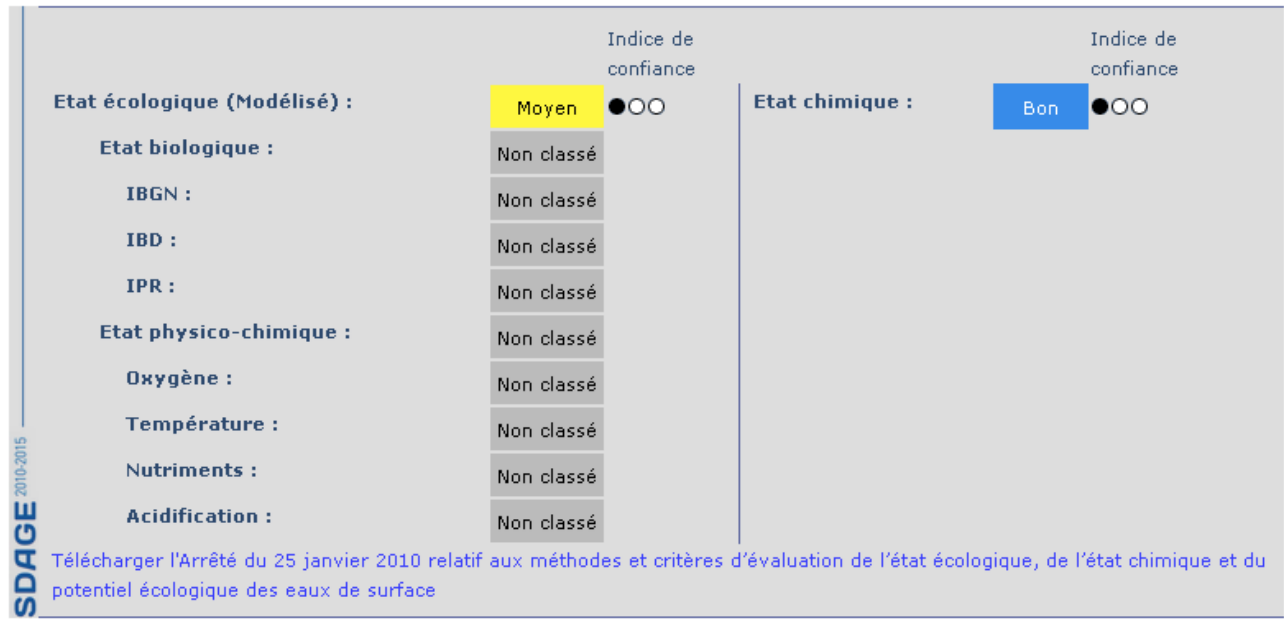 Indice de
confiance
Indice de
confiance
Etat écologique (Modélisé) :
Moyen
Etat chimique :
Bon
Etat biologique :
Non classé
IBGN :
Non classé
IBD :
Non classé
IPR :
Non classé
Etat physico-chimique :
Non classé
Oxygène :
Non classé
Température :
Non classé
Nutriments :
Non classé
Acidification :
Non classé
Télécharger l'Arrêté du 25 janvier 2010 relatif aux méthodes et critères d’évaluation de l’état écologique, de l’état chimique et du
potentiel écologique des eaux de surface
SDAGE 2010-2015